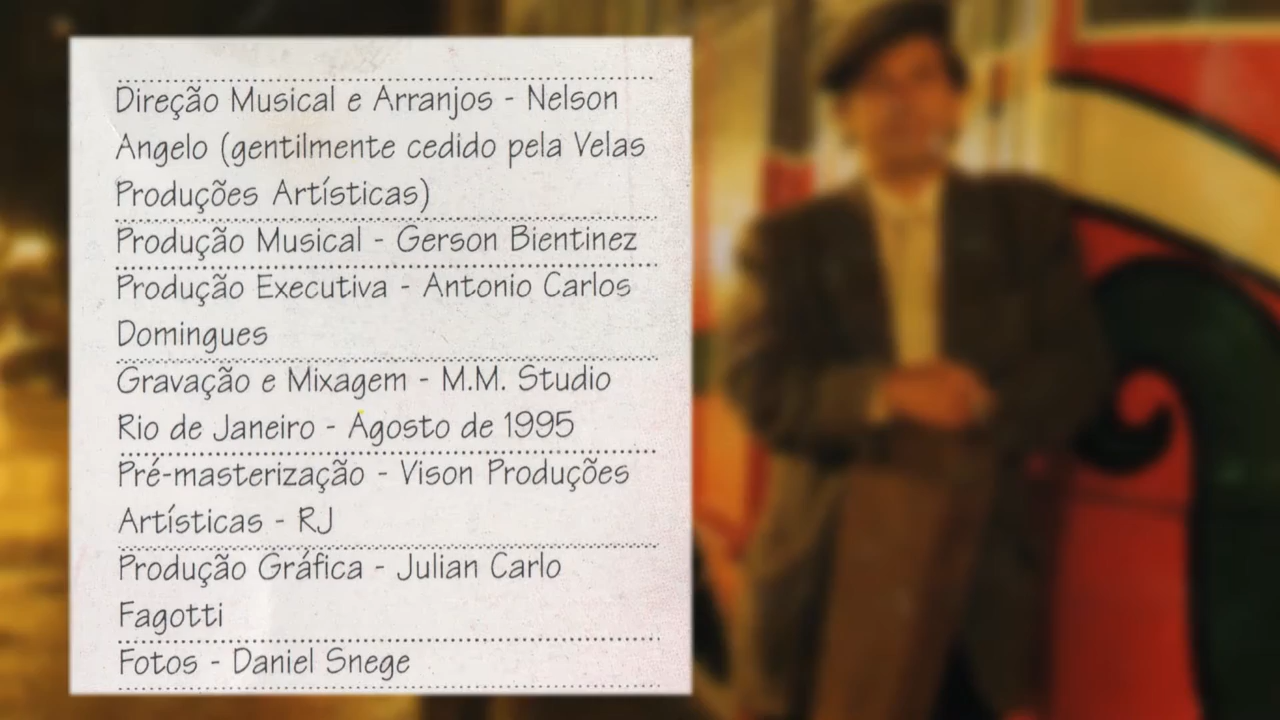 Direção Musical e Arranjos - Nelson
Angelo (gentilmente cedido pela Velas
Produções Artísticas)
Produção Musical - Gerson Bientinez
Produção Executiva - Antonio Carlos
Domingues
Gravação e Mixagem - M.M. Studio
Rio de Janeiro - Agosto de 1995
Pré-masterização - Vison Produções
Artísticas - RJ
Produção Gráfica - Julian Carlo
Fagotti
Fotos - Daniel Snege